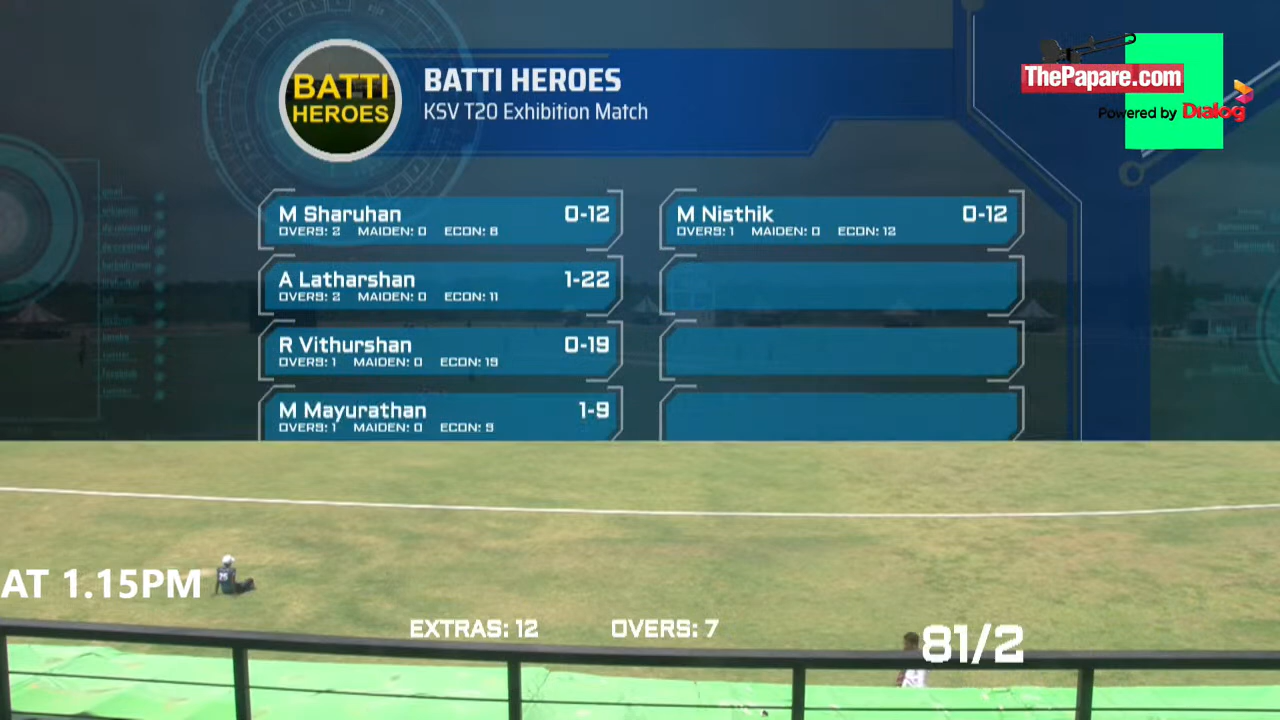 BATTI
HEROES
BATTI HEROES
KSV T20 Exhibition Match
ThePapare.com
Powered by Dialog
M Sharuhan 0-12
OVERS: 2 MAIDEN: 0 ECON: 6
A Latharshan 1-22
OVERS: 2 MAIDEN: 0 ECON: 11
R Vithurshan 0-19
OVERS: 1 MAIDEN: 0 ECON: 19
M Mayurathan 1-9
OVERS: 1 MAIDEN: 0 ECON: 9
M Nisthik 0-12
OVERS: 1 MAIDEN: 0 ECON: 12
AT 1.15PM
EXTRAS: 12 OVERS: 7 81/2